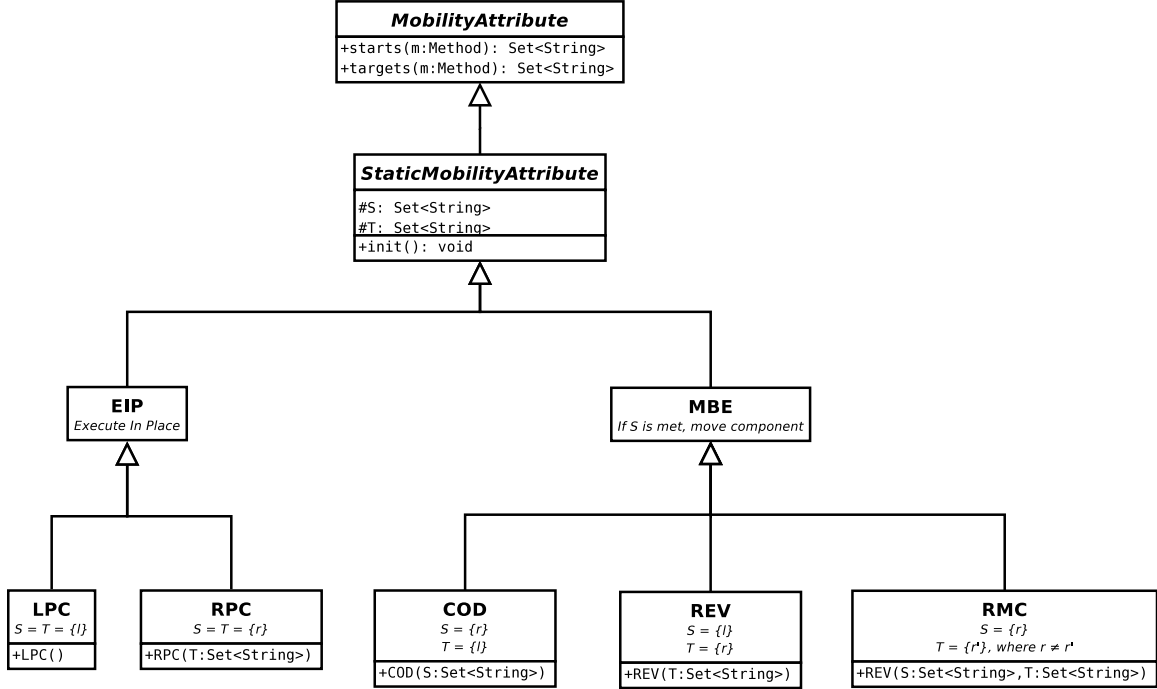 MobilityAttribute
+starts(m:Method): Set<String>
+targets(m:Method): Set<String>
StaticMobilityAttribute
#S: Set<String>
#T: Set<String>
+init(): void
EIP
Execute In Place
MBE
If S is met, move component
LPC
S = T = {l}
+LPC()
RPC
S = T = {r}
+RPC(T:Set<String>)
COD
S = {r}
T = {l}
+COD(S:Set<String>)
REV
S = {l}
T = {r}
+REV(T:Set<String>)
RMC
S = {r}
T = {r'}, where r ≠ r'
+REV(S:Set<String>,T:Set<String>)